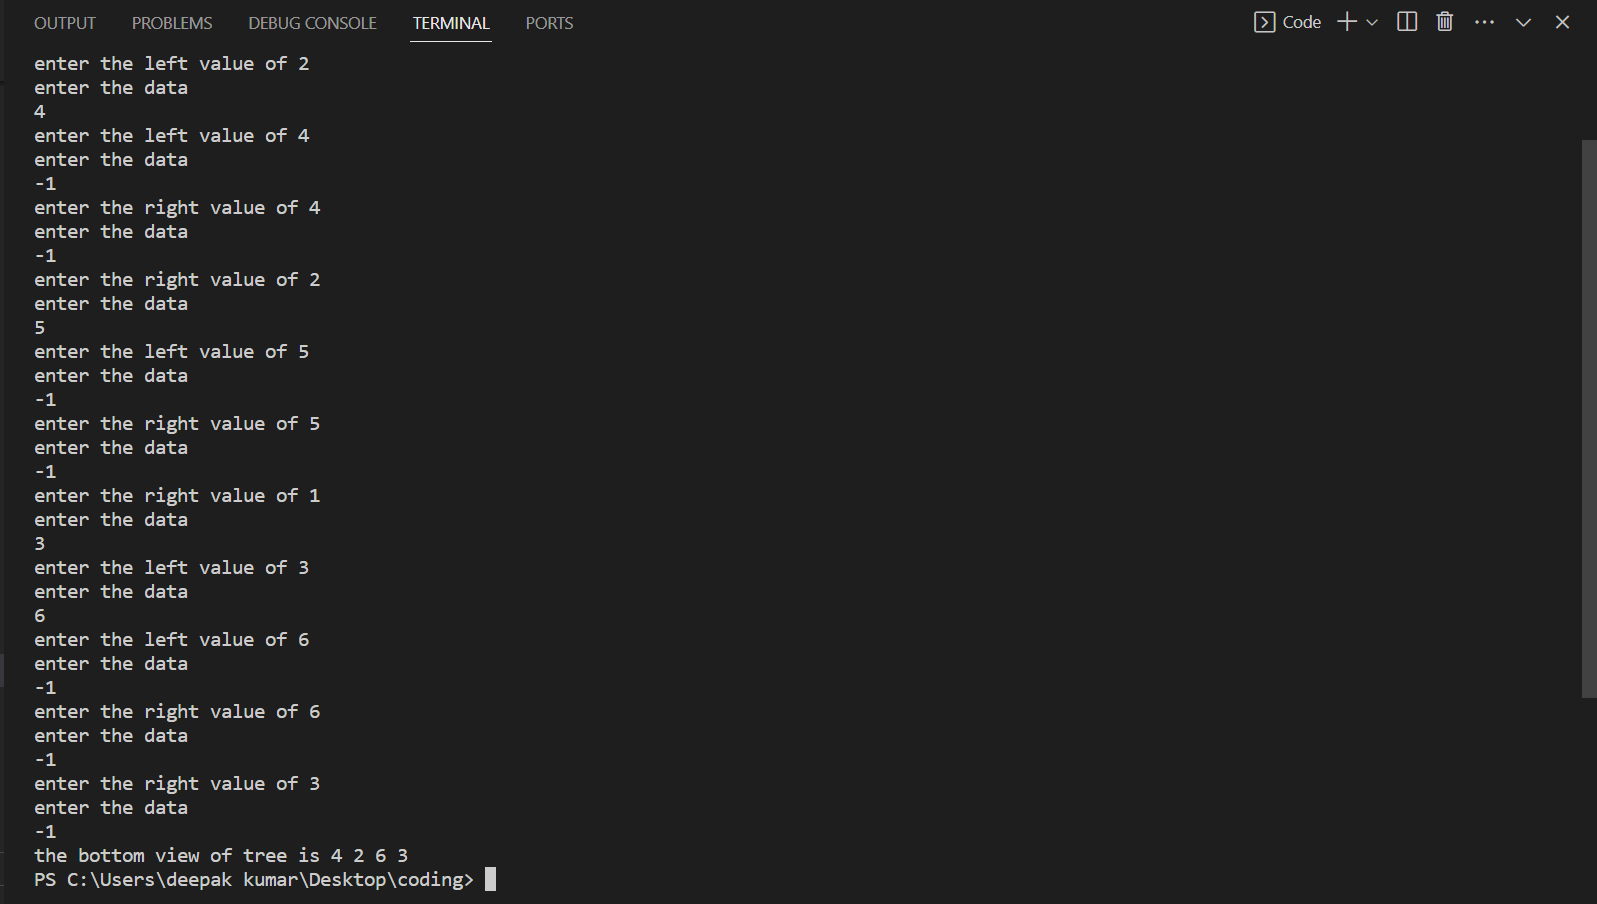 OUTPUT PROBLEMS DEBUG CONSOLE TERMINAL PORTS Code
enter the left value of 2
enter the data
4
enter the left value of 4
enter the data
-1
enter the right value of 4
enter the data
-1
enter the right value of 2
enter the data
5
enter the left value of 5
enter the data
-1
enter the right value of 5
enter the data
-1
enter the right value of 1
enter the data
3
enter the left value of 3
enter the data
6
enter the left value of 6
enter the data
-1
enter the right value of 6
enter the data
-1
enter the right value of 3
enter the data
-1
the bottom view of tree is 4 2 6 3
PS C:\Users\deepak kumar\Desktop\coding>